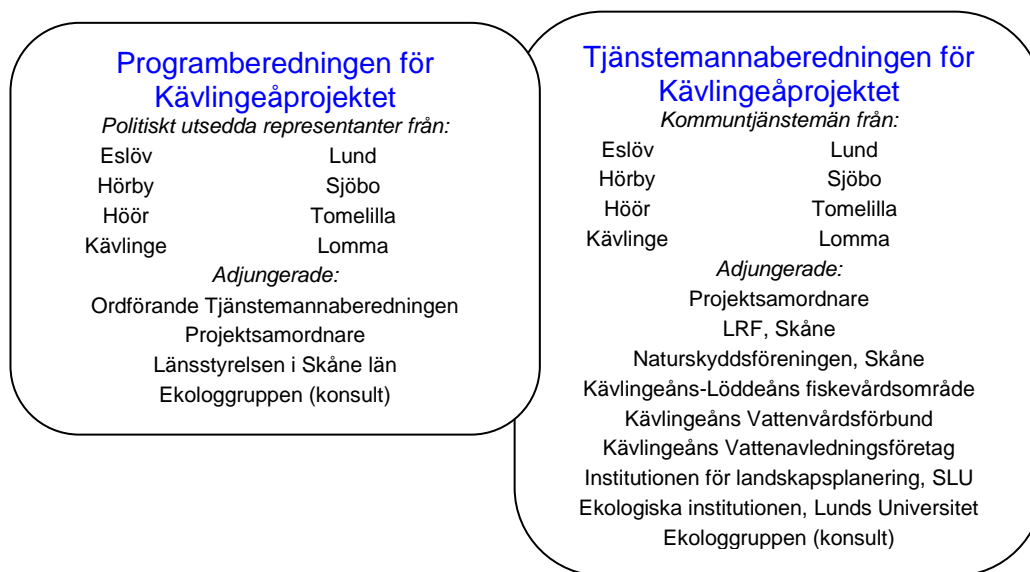 Programberedningen för
Kävlingeåprojektet
Politiskt utsedda representanter från:
Eslöv Lund
Hörby Sjöbo
Höör Tomelilla
Kävlinge Lomma
Adjungerade:
Ordförande Tjänstemannaberedningen
Projektsamordnare
Länsstyrelsen i Skåne län
Ekologgruppen (konsult)
Tjänstemannaberedningen för
Kävlingeåprojektet
Kommuntjänstemän från:
Eslöv Lund
Hörby Sjöbo
Höör Tomelilla
Kävlinge Lomma
Adjungerade:
Projektsamordnare
LRF, Skåne
Naturskyddsföreningen, Skåne
Kävlingeåns-Löddeåns fiskevårdsområde
Kävlingeåns Vattenvårdsförbund
Kävlingeåns Vattenavledningsföretag
Institutionen för landskapsplanering, SLU
Ekologiska institutionen, Lunds Universitet
Ekologgruppen (konsult)